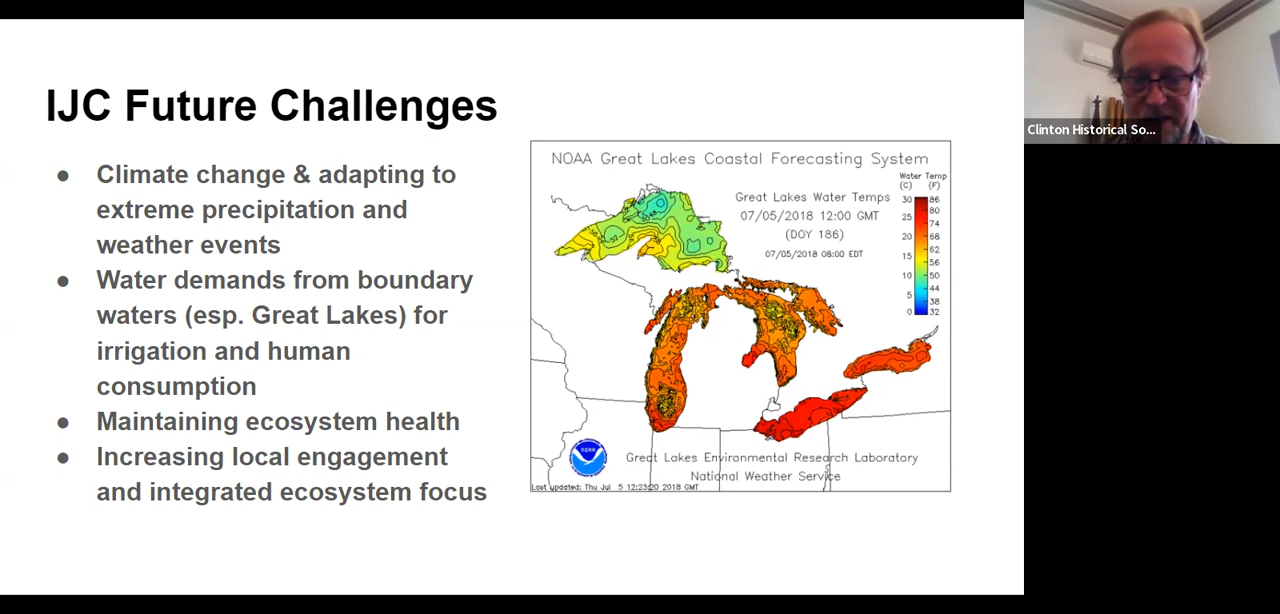 IJC Future Challenges
● Climate change & adapting to
extreme precipitation and
weather events
● Water demands from boundary
waters (esp. Great Lakes) for
irrigation and human
consumption
● Maintaining ecosystem health
● Increasing local engagement
and integrated ecosystem focus
NOAA Great Lakes Coastal Forecasting System
Water Temp
(C) (F)
Great Lakes Water Temps
07/05/2018 12:00 GMT
(DOY 186)
07/05/2018 08:00 EDT
30 86
80
25
74
20 68
62
15
56
10 50
44
5
38
0 32
NOAA
Great Lakes Environmental Research Laboratory
National Weather Service
Last updated: Thu Jul 5 12:23:20 2018 GMT
Clinton Historical So...